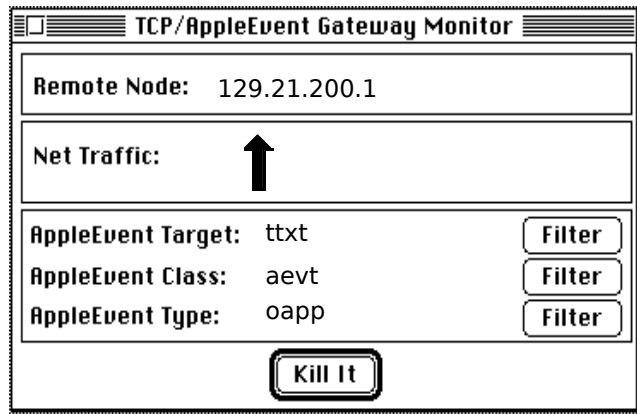 TCP/AppleEvent Gateway Monitor
Remote Node: 129.21.200.1
Net Traffic:
AppleEvent Target: ttxt Filter
AppleEvent Class: aevt Filter
AppleEvent Type: oapp Filter
Kill It